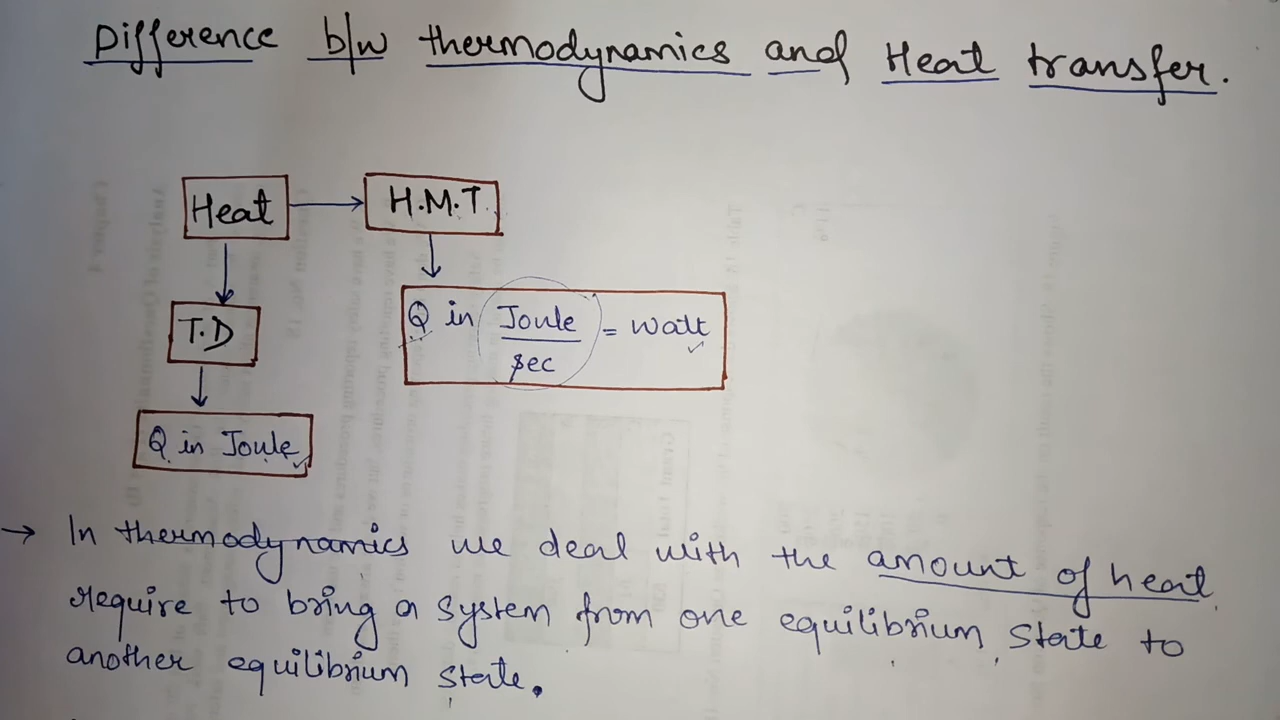 Difference b/w thermodynamics and Heat transfer.
Heat → H.M.T
T.D
Q in Joule/sec = watt
Q in Joule
→ In thermodynamics we deal with the amount of heat
require to bring a system from one equilibrium state to
another equilibrium state.